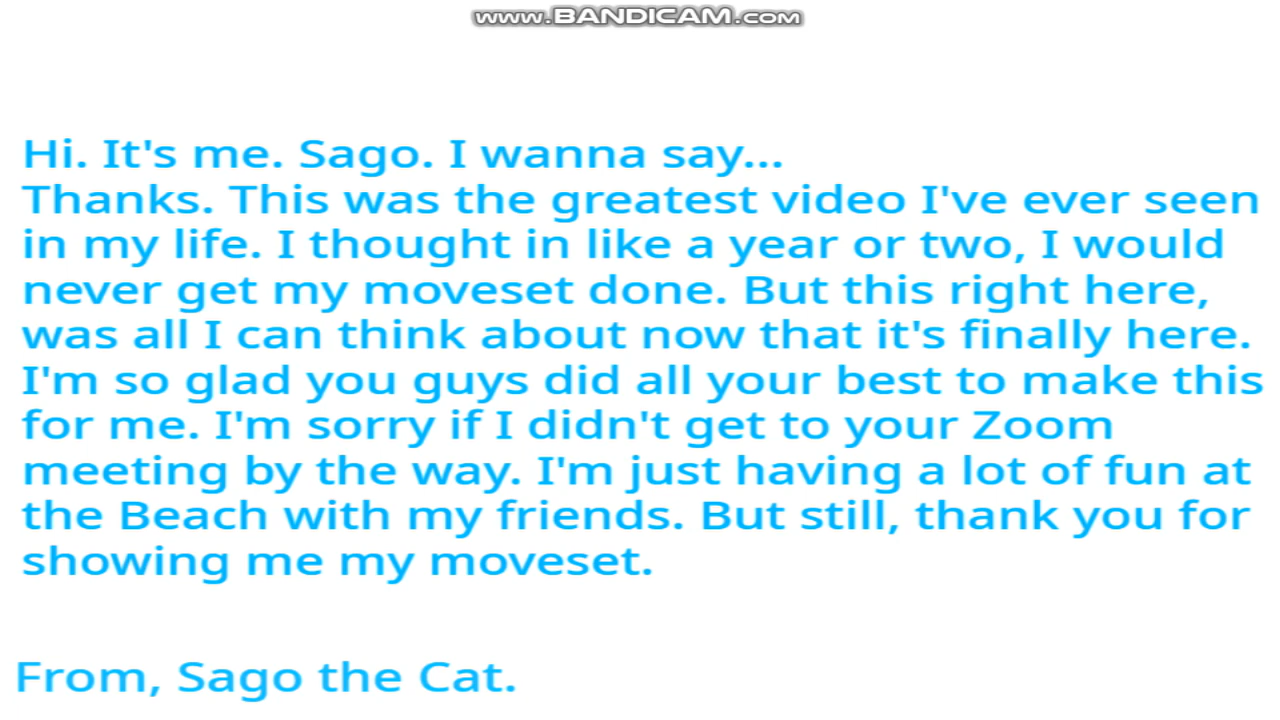 www.BANDICAM.com
Hi. It's me. Sago. I wanna say...
Thanks. This was the greatest video I've ever seen
in my life. I thought in like a year or two, I would
never get my moveset done. But this right here,
was all I can think about now that it's finally here.
I'm so glad you guys did all your best to make this
for me. I'm sorry if I didn't get to your Zoom
meeting by the way. I'm just having a lot of fun at
the Beach with my friends. But still, thank you for
showing me my moveset.
From, Sago the Cat.